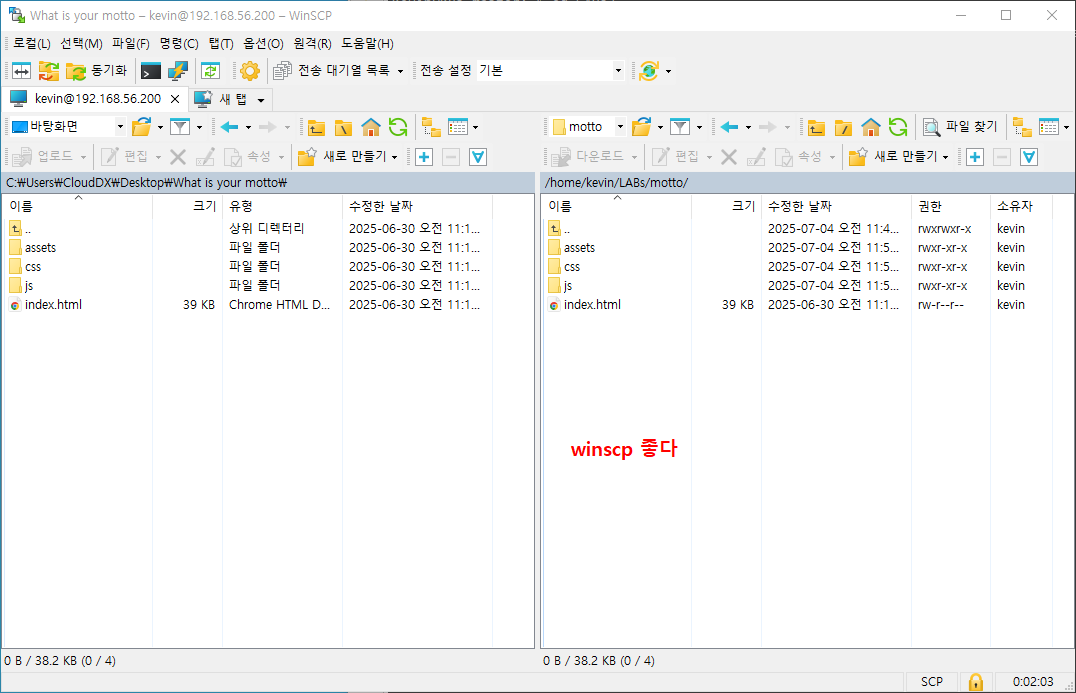 What is your motto – kevin@192.168.56.200 – WinSCP
로컬(L) 선택(M) 파일(F) 명령(C) 탭(T) 옵션(O) 원격(R) 도움말(H)
동기화 전송 대기열 목록 전송 설정 기본
kevin@192.168.56.200 새 탭
바탕화면 motto 파일 찾기
업로드 편집 속성 새로 만들기 다운로드 편집 속성 새로 만들기
C:₩Users₩CloudDX₩Desktop₩What is your motto₩ /home/kevin/LABs/motto/
이름 크기 유형 수정한 날짜 이름 크기 수정한 날짜 권한 소유자
.. 상위 디렉터리 2025-06-30 오전 11:1... .. 2025-07-04 오전 11:4... rwxrwxr-x kevin
assets 파일 폴더 2025-06-30 오전 11:1... assets 2025-07-04 오전 11:5... rwxr-xr-x kevin
css 파일 폴더 2025-06-30 오전 11:1... css 2025-07-04 오전 11:5... rwxr-xr-x kevin
js 파일 폴더 2025-06-30 오전 11:1... js 2025-07-04 오전 11:5... rwxr-xr-x kevin
index.html 39 KB Chrome HTML D... 2025-06-30 오전 11:1... index.html 39 KB 2025-06-30 오전 11:1... rw-r--r-- kevin
winscp 좋다
0 B / 38.2 KB (0 / 4) 0 B / 38.2 KB (0 / 4)
SCP 0:02:03